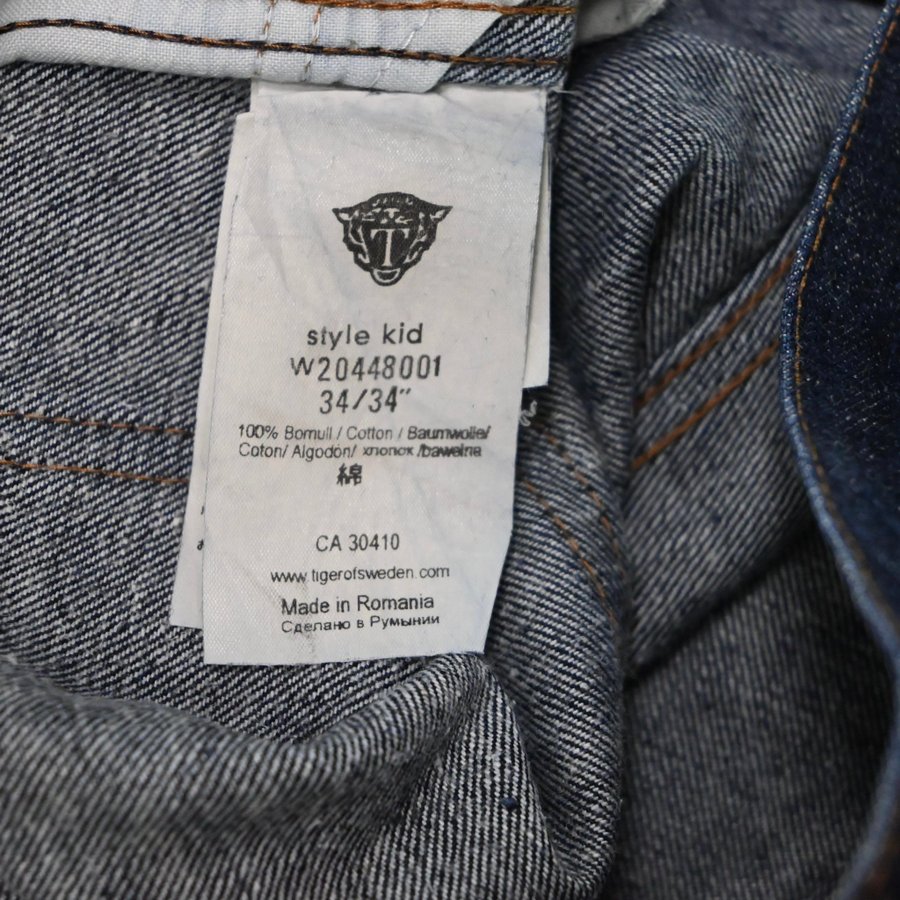 T
style kid
W20448001
34/34"
100% Bomull / Cotton / Baumwolle/
Coton/ Algodón/ хлопок /bawełna
綿
CA 30410
www.tigerofsweden.com
Made in Romania
Сделано в Румынии